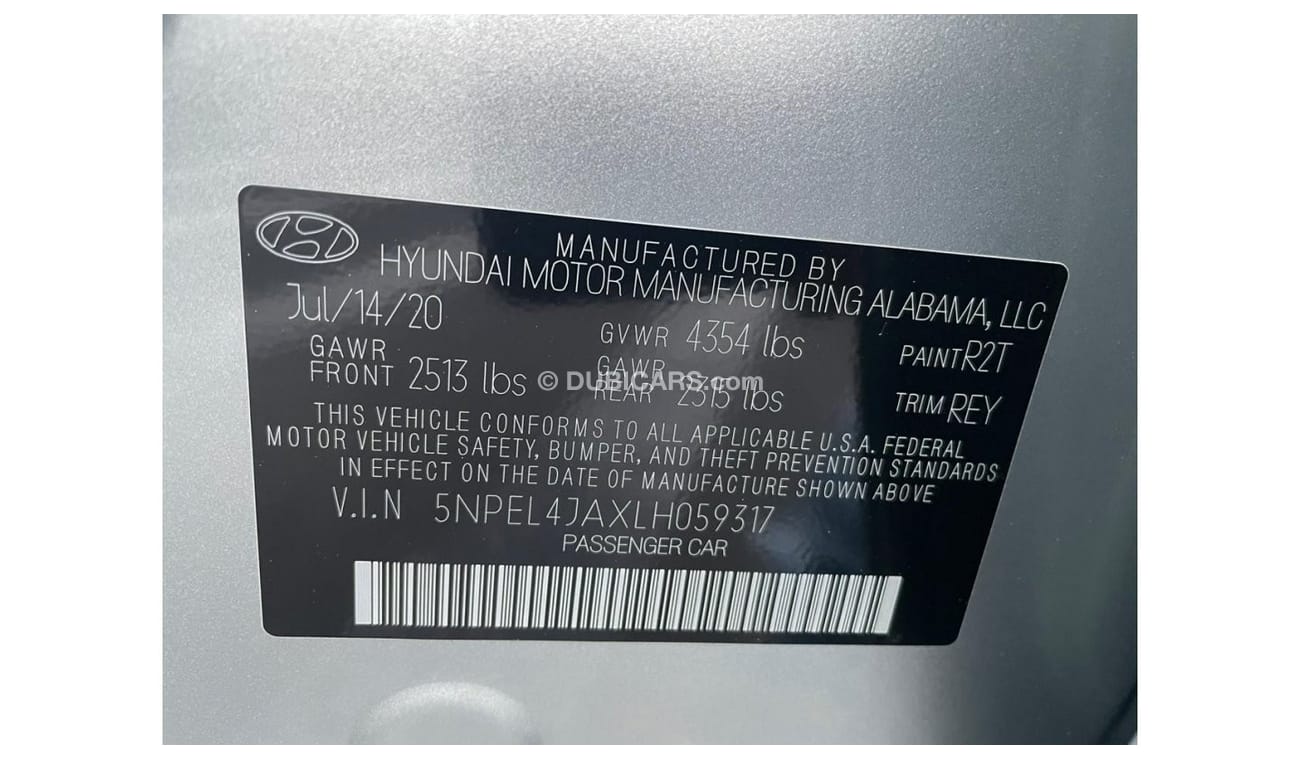 MANUFACTURED BY
HYUNDAI MOTOR MANUFACTURING ALABAMA, LLC
Jul/14/20 GVWR 4354 lbs PAINT R2T
GAWR FRONT 2513 lbs GAWR REAR 2315 lbs TRIM REY
© DUBICARS.com
THIS VEHICLE CONFORMS TO ALL APPLICABLE U.S.A. FEDERAL
MOTOR VEHICLE SAFETY, BUMPER, AND THEFT PREVENTION STANDARDS
IN EFFECT ON THE DATE OF MANUFACTURE SHOWN ABOVE
V.I.N 5NPEL4JAXLH059317
PASSENGER CAR